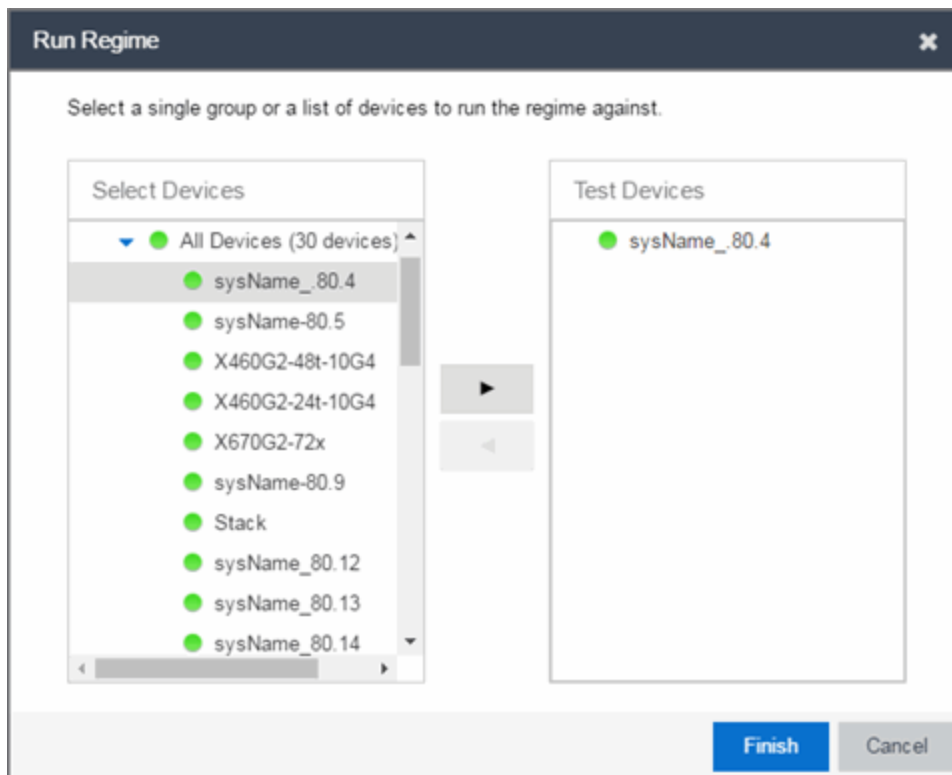 Run Regime
Select a single group or a list of devices to run the regime against.
Select Devices
All Devices (30 devices)
sysName_.80.4
sysName-80.5
X460G2-48t-10G4
X460G2-24t-10G4
X670G2-72x
sysName-80.9
Stack
sysName_80.12
sysName_80.13
sysName_80.14
Test Devices
sysName_.80.4
Finish
Cancel